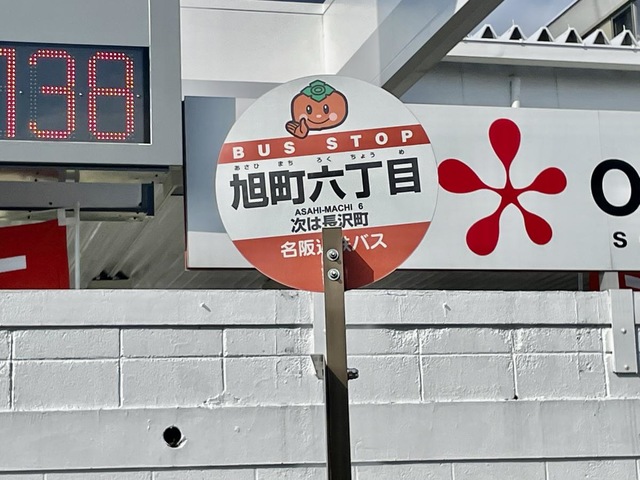 138
BUS STOP
あさひ まち ろく ちょう め
旭町六丁目
ASAHI-MACHI 6
次は長沢町
名阪近鉄バス
O
S